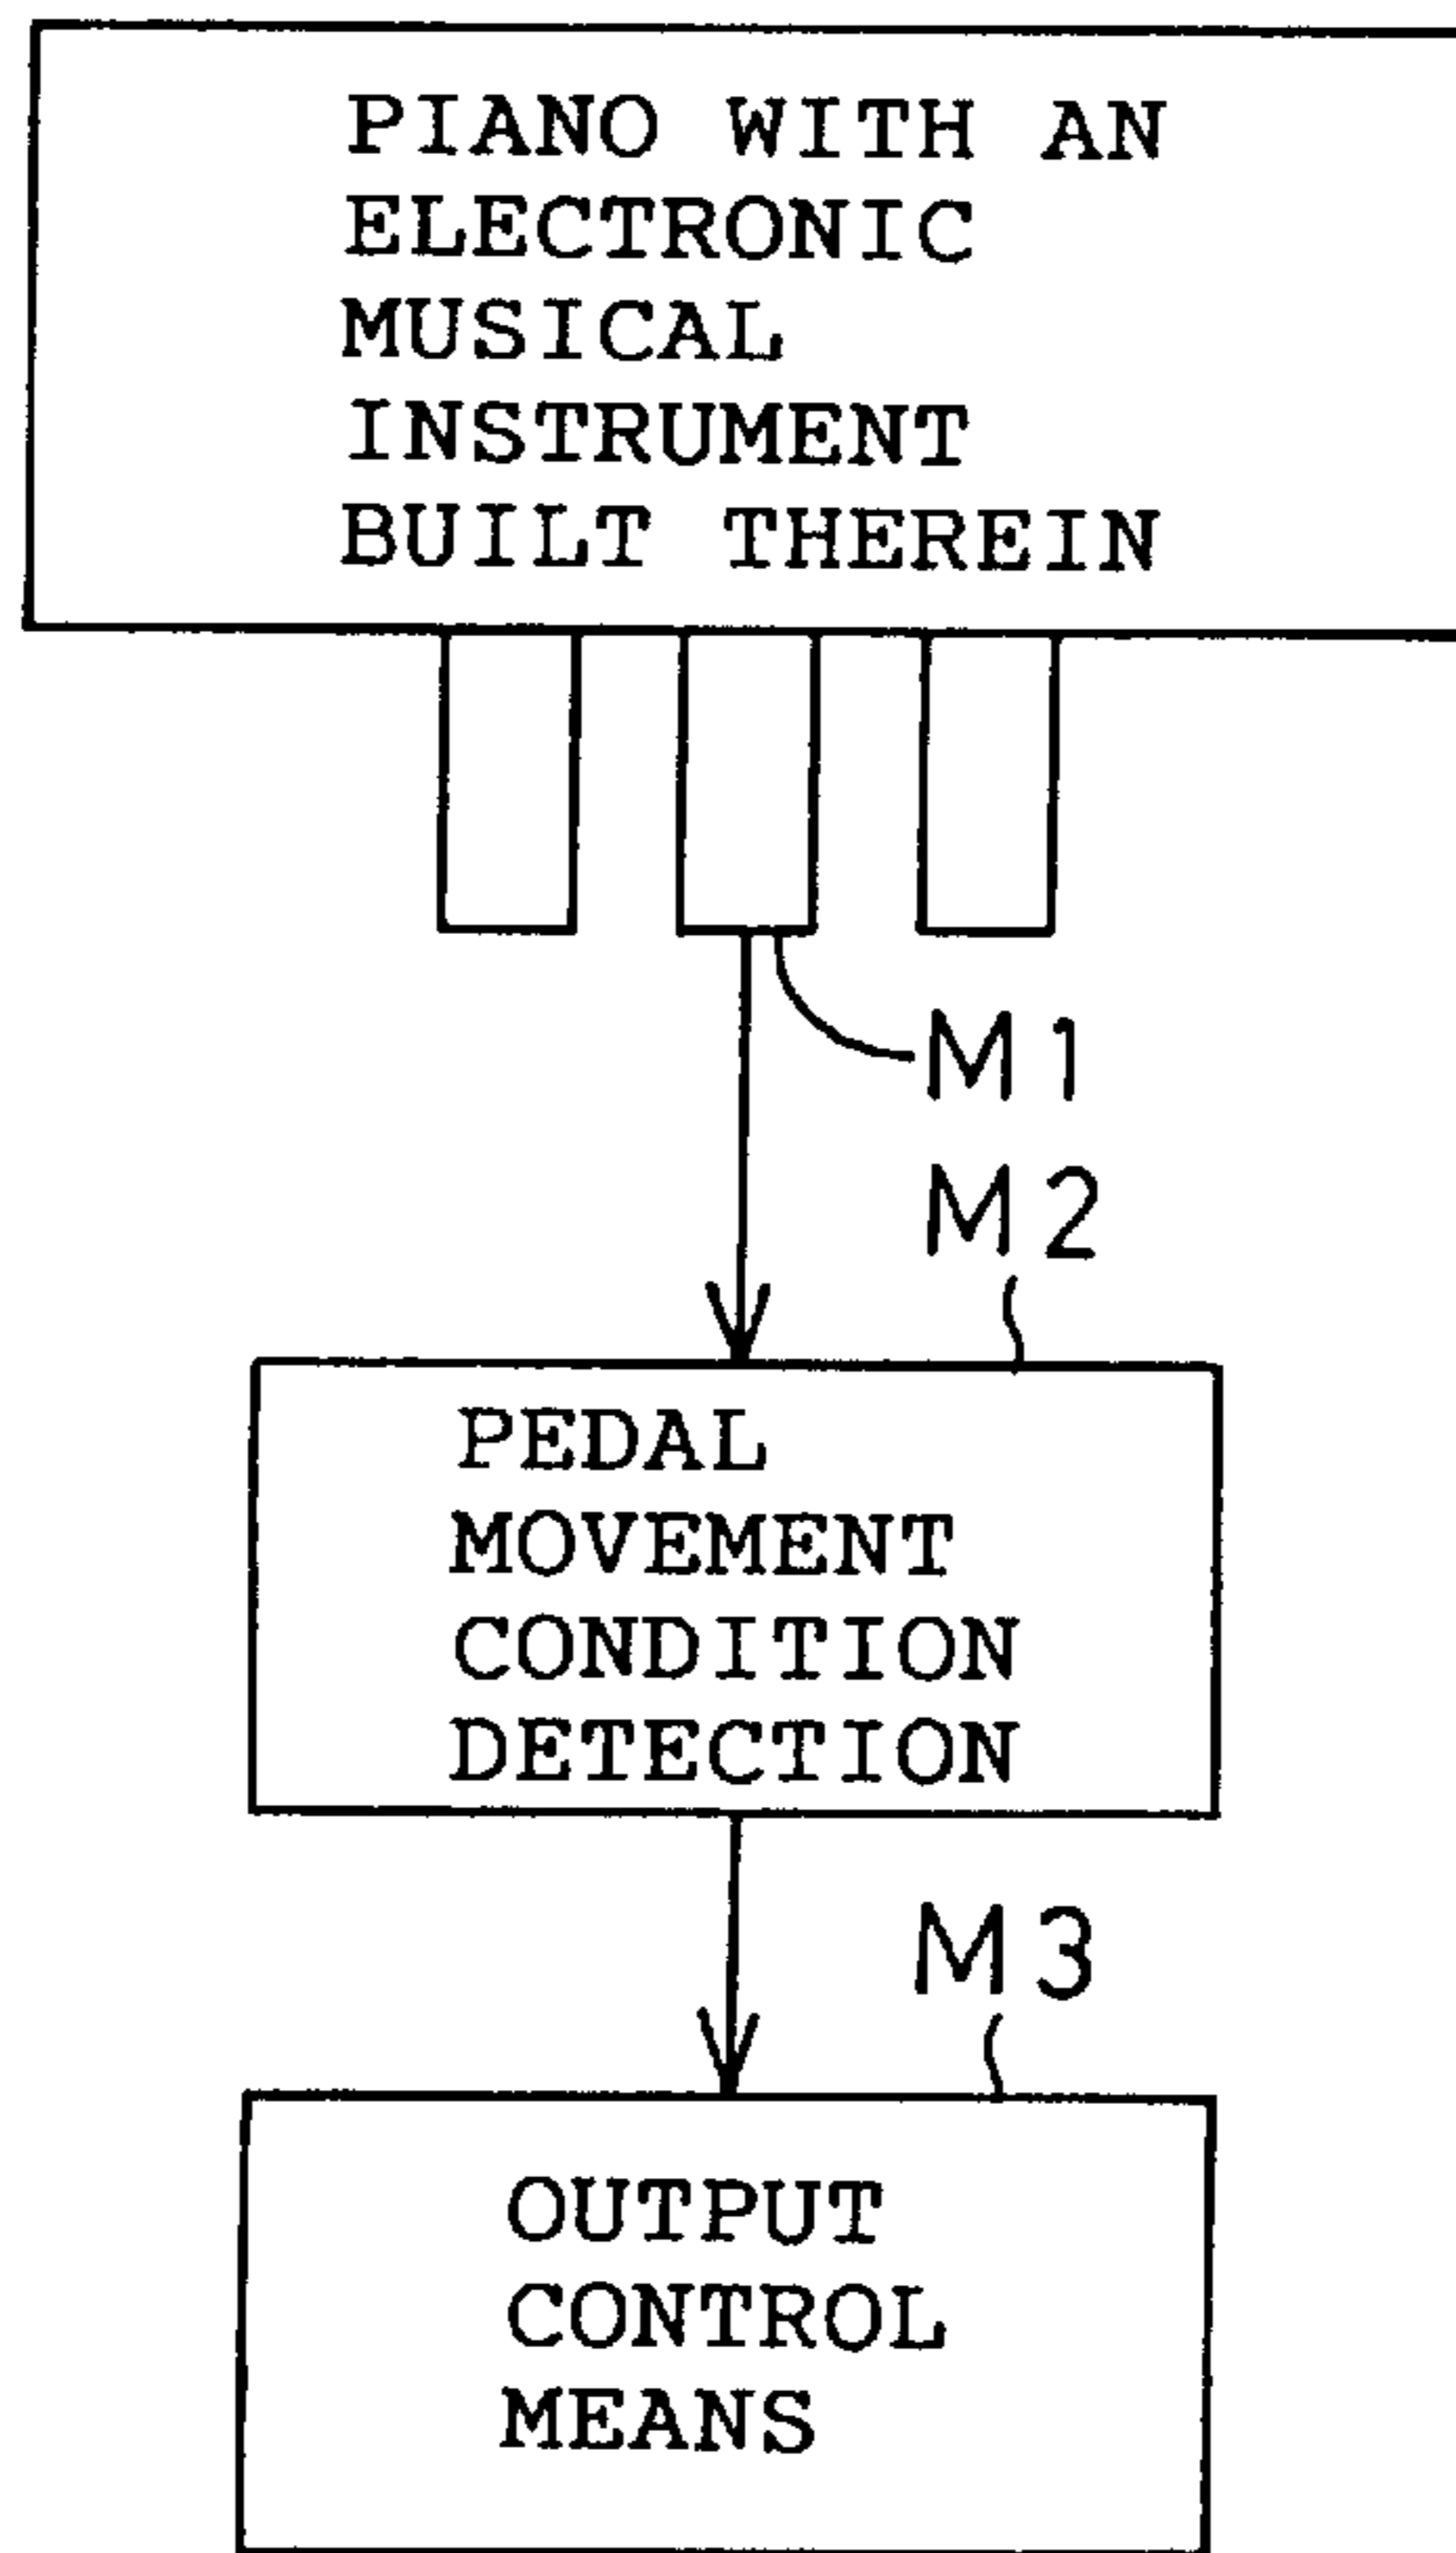 PIANO WITH AN
ELECTRONIC
MUSICAL
INSTRUMENT
BUILT THEREIN
M1
M2
PEDAL
MOVEMENT
CONDITION
DETECTION
M3
OUTPUT
CONTROL
MEANS